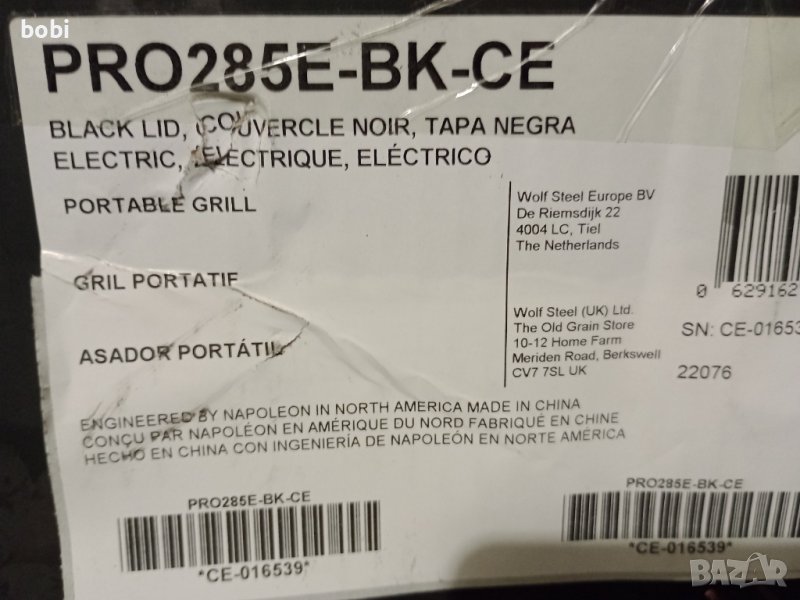 bobi
PRO285E-BK-CE
BLACK LID, COUVERCLE NOIR, TAPA NEGRA
ELECTRIC, ÉLECTRIQUE, ELÉCTRICO
PORTABLE GRILL
GRIL PORTATIF
ASADOR PORTÁTIL
Wolf Steel Europe BV
De Riemsdijk 22
4004 LC, Tiel
The Netherlands
0 629162
Wolf Steel (UK) Ltd.
The Old Grain Store
10-12 Home Farm
Meriden Road, Berkswell
CV7 7SL UK
SN: CE-01653
22076
ENGINEERED BY NAPOLEON IN NORTH AMERICA MADE IN CHINA
CONÇU PAR NAPOLÉON EN AMÉRIQUE DU NORD FABRIQUÉ EN CHINE
HECHO EN CHINA CON INGENIERÍA DE NAPOLEÓN EN NORTE AMÉRICA
PRO285E-BK-CE
*CE-016539*
PRO285E-BK-CE
*CE-016539*
BAZAR